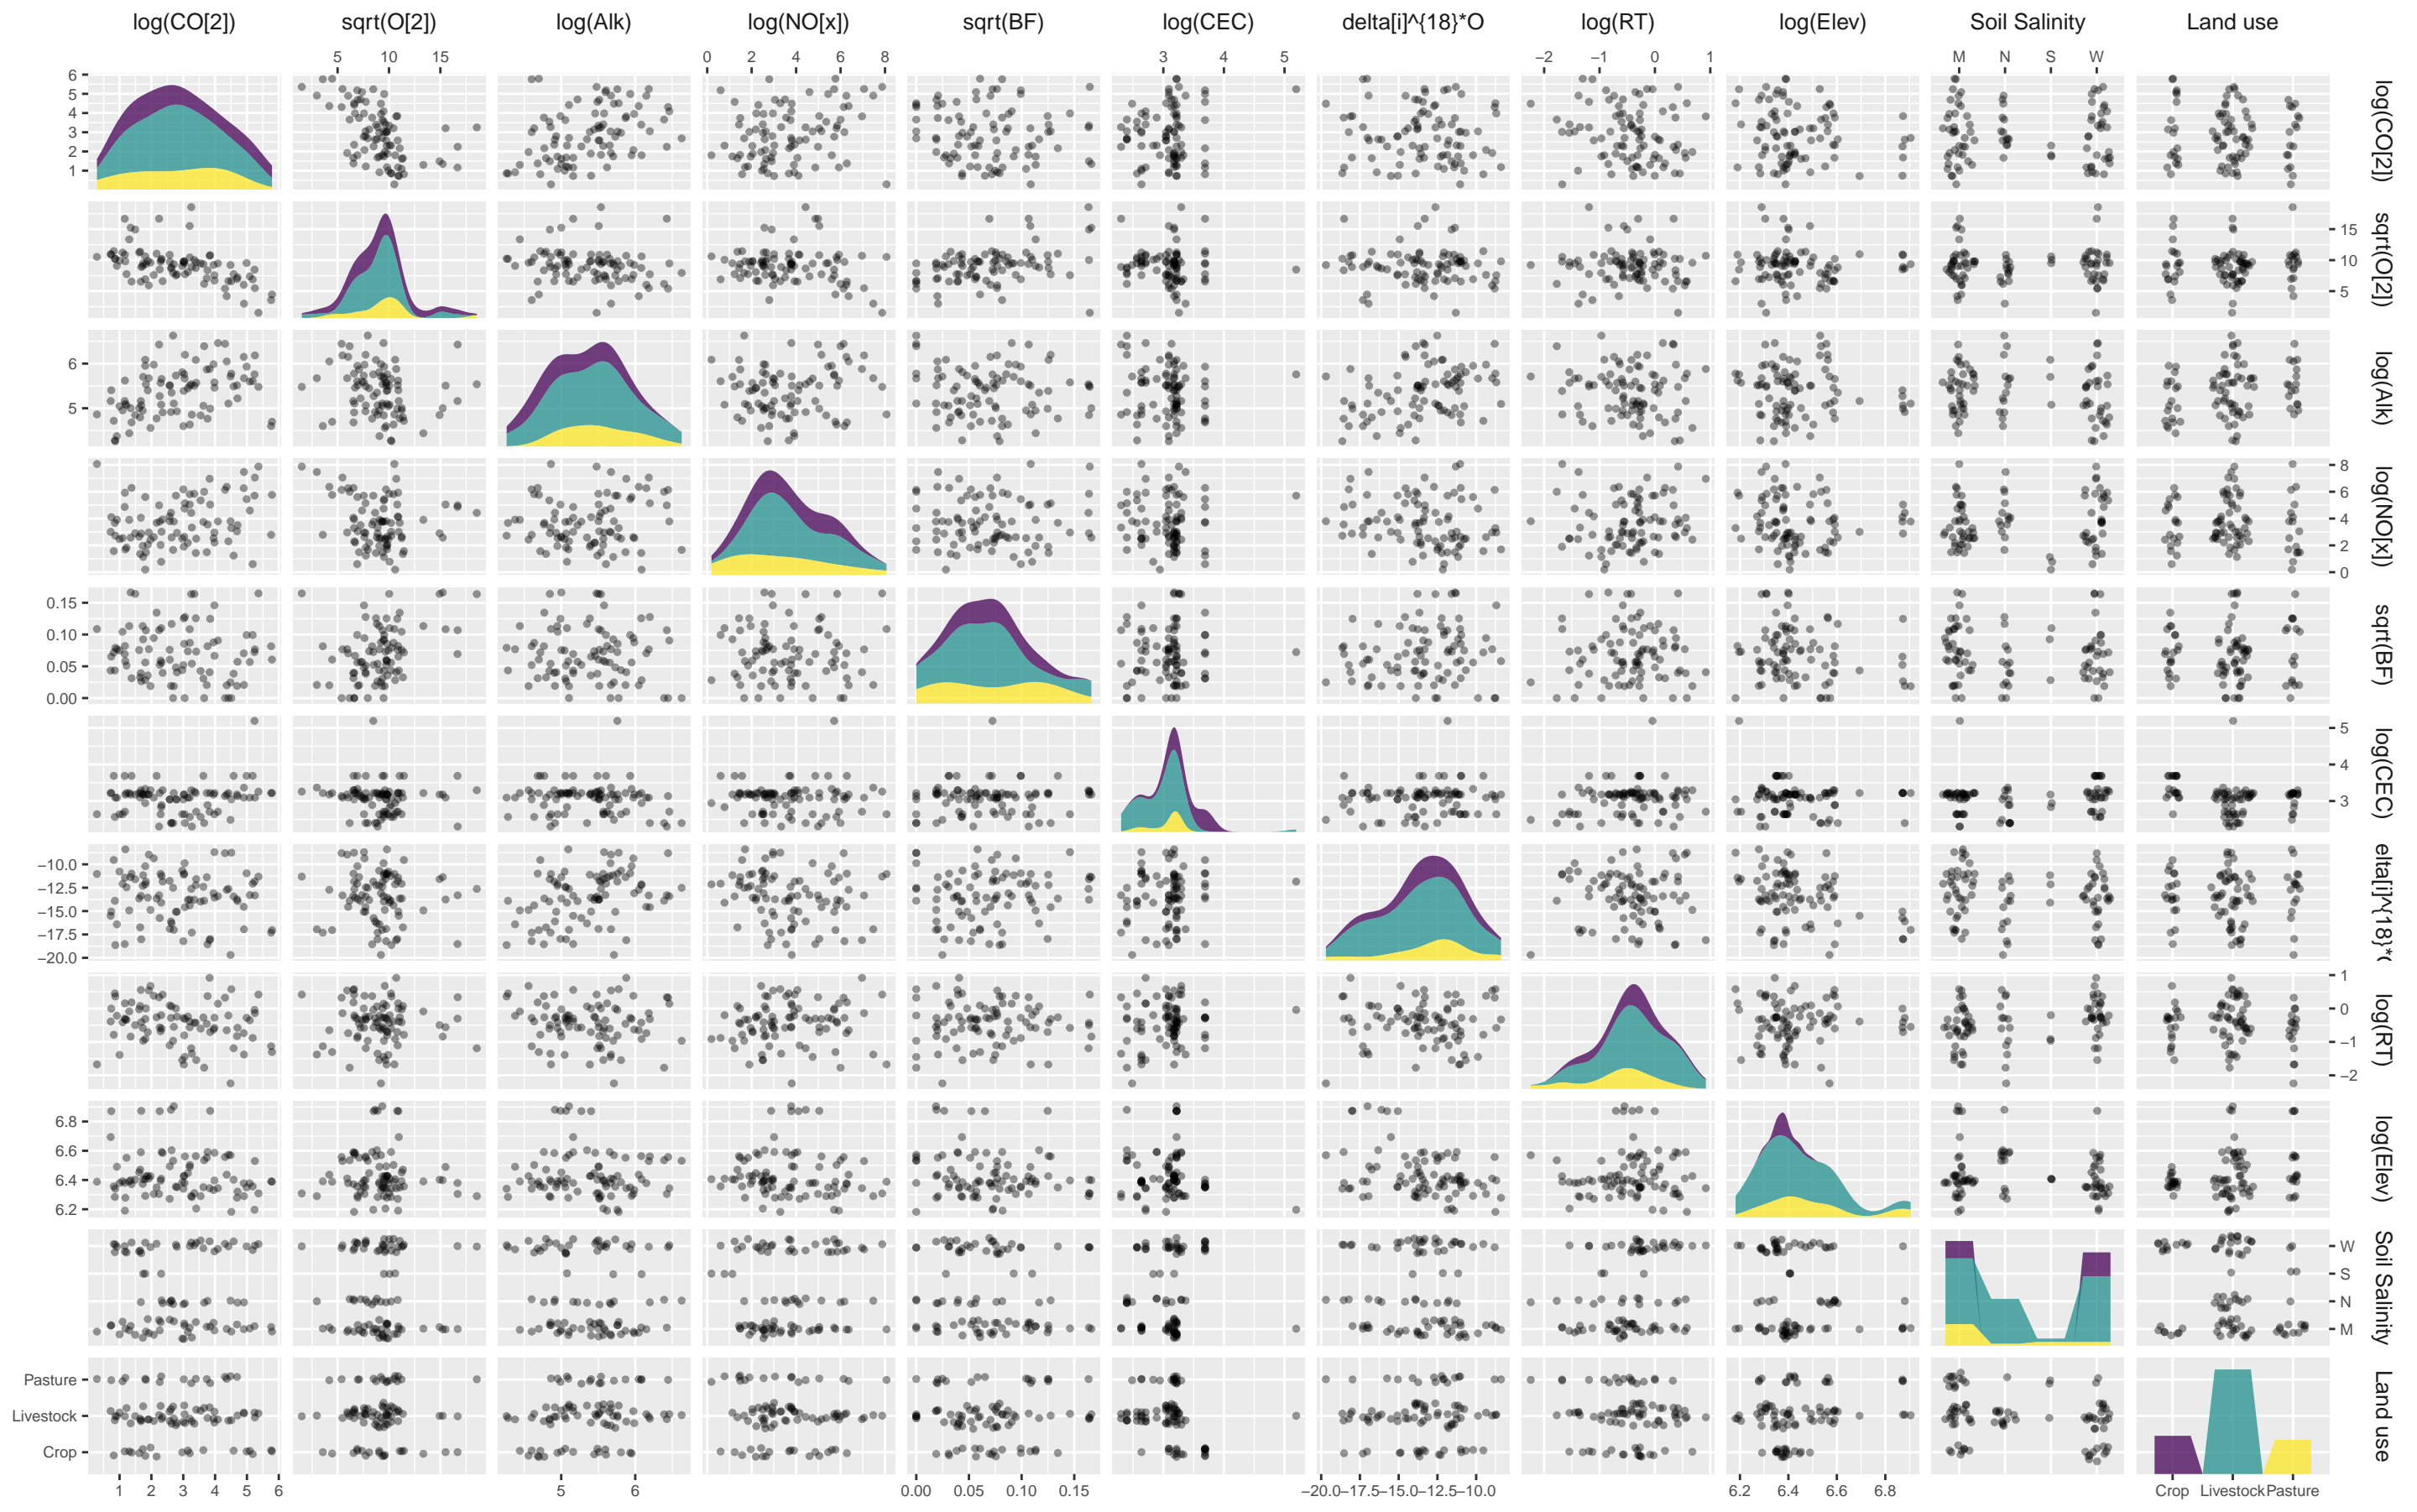 log(CO[2]) sqrt(O[2]) log(Alk) log(NO[x]) sqrt(BF) log(CEC) delta[i]^{18}*O log(RT) log(Elev) Soil Salinity Land use
5 10 15 0 2 4 6 8 3 4 5 −2 −1 0 1 M N S W
6
5
4
3
2
1
log(CO[2])
15
10
5
sqrt(O[2])
6
5
log(Alk)
8
6
4
2
0
log(NO[x])
0.15
0.10
0.05
0.00
sqrt(BF)
5
4
3
log(CEC)
−10.0
−12.5
−15.0
−17.5
−20.0
elta[i]^{18}*(
1
0
−1
−2
log(RT)
6.8
6.6
6.4
6.2
log(Elev)
W
S
N
M
Soil Salinity
Pasture
Livestock
Crop
Land use
1 2 3 4 5 6 5 6 0.00 0.05 0.10 0.15 −20.0 −17.5 −15.0 −12.5 −10.0 6.2 6.4 6.6 6.8 Crop Livestock Pasture